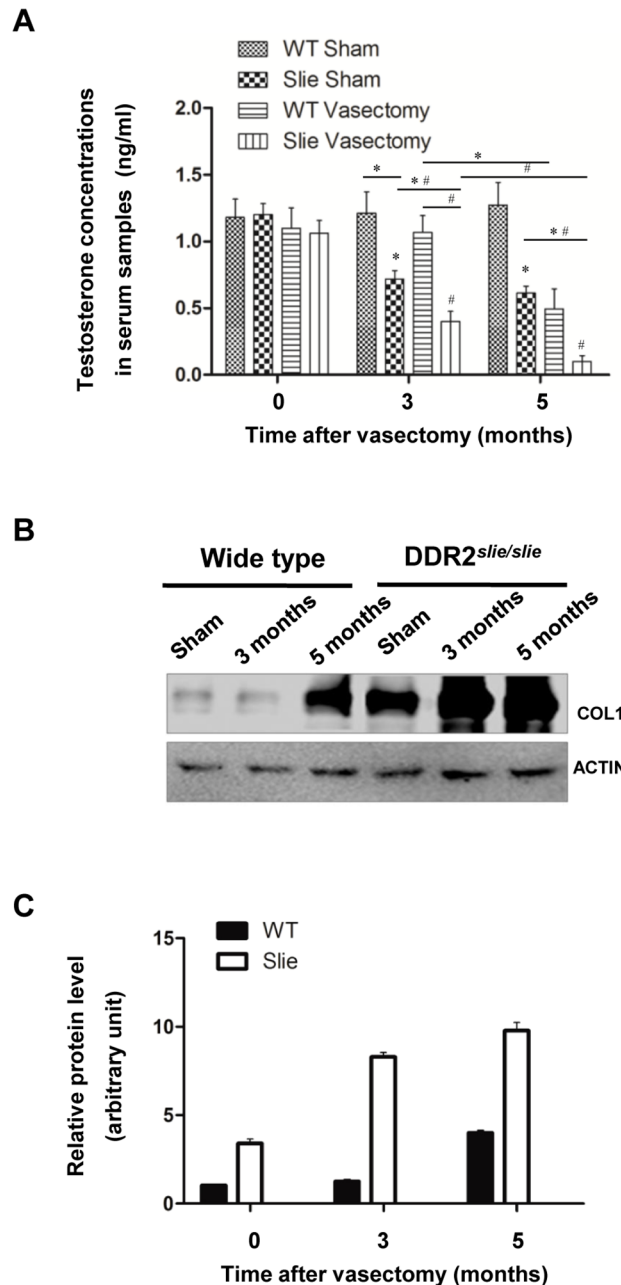 A
WT Sham
Slie Sham
WT Vasectomy
Slie Vasectomy
Testosterone concentrations
in serum samples (ng/ml)
2.0
1.5
1.0
0.5
0.0
*
* #
#
*
#
*
#
* #
*
#
0 3 5
Time after vasectomy (months)
B
Wide type DDR2slie/slie
Sham 3 months 5 months Sham 3 months 5 months
COL1
ACTIN
C
WT
Slie
Relative protein level
(arbitrary unit)
15
10
5
0
0 3 5
Time after vasectomy (months)